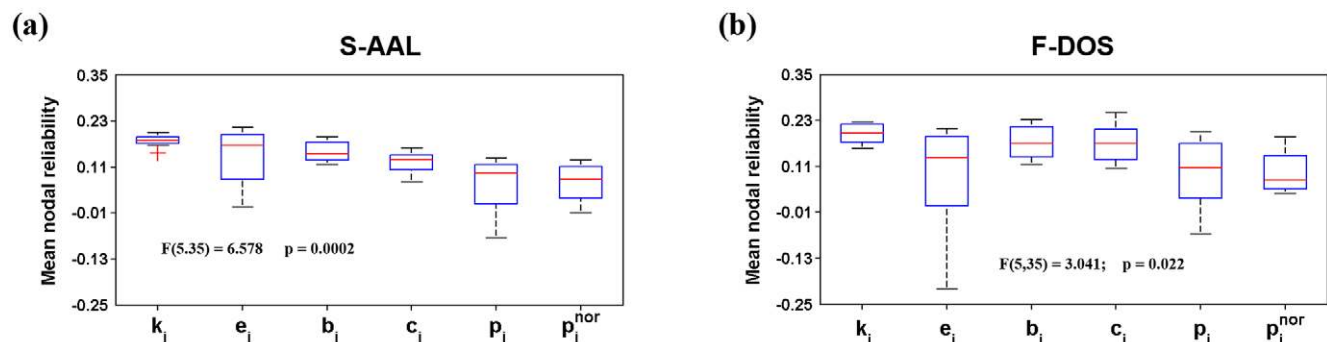 (a)
S-AAL
Mean nodal reliability
0.35
0.23
0.11
-0.01
-0.13
-0.25
F(5.35) = 6.578 p = 0.0002
k_i e_i b_i c_i p_i p_i^nor
(b)
F-DOS
Mean nodal reliability
0.35
0.23
0.11
-0.01
-0.13
-0.25
F(5,35) = 3.041; p = 0.022
k_i e_i b_i c_i p_i p_i^nor